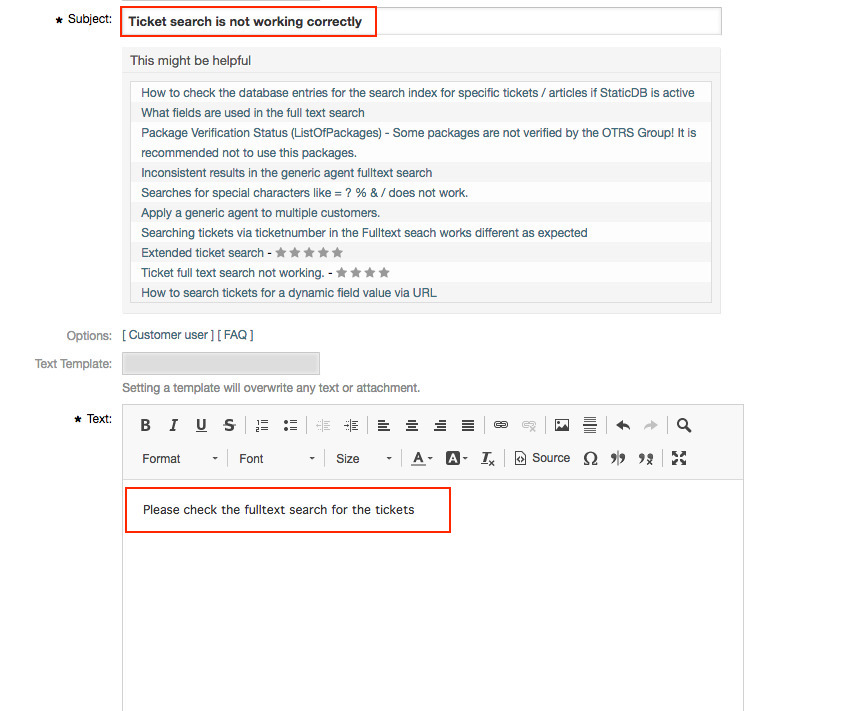 ★ Subject: Ticket search is not working correctly
This might be helpful
How to check the database entries for the search index for specific tickets / articles if StaticDB is active
What fields are used in the full text search
Package Verification Status (ListOfPackages) - Some packages are not verified by the OTRS Group! It is
recommended not to use this packages.
Inconsistent results in the generic agent fulltext search
Searches for special characters like = ? % & / does not work.
Apply a generic agent to multiple customers.
Searching tickets via ticketnumber in the Fulltext seach works different as expected
Extended ticket search - ★★★★★
Ticket full text search not working. - ★★★★
How to search tickets for a dynamic field value via URL
Options: [ Customer user ] [ FAQ ]
Text Template:
Setting a template will overwrite any text or attachment.
★ Text:
B I U S
Format Font Size A A Tx Source Ω
Please check the fulltext search for the tickets